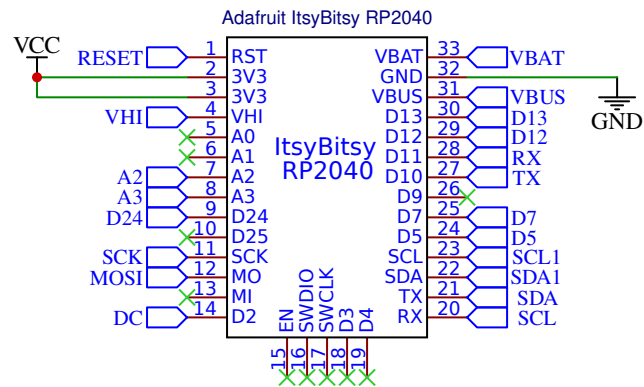 Adafruit ItsyBitsy RP2040
VCC
RESET 1 RST VBAT 33 VBAT
2 3V3 GND 32
3 3V3 VBUS 31 VBUS
GND
VHI 4 VHI D13 30 D13
5 A0 D12 29 D12
6 A1 D11 28 RX
ItsyBitsy
RP2040
A2 7 A2 D10 27 TX
A3 8 A3 D9 26
D24 9 D24 D7 25 D7
10 D25 D5 24 D5
SCK 11 SCK SCL 23 SCL1
MOSI 12 MO SDA 22 SDA1
13 MI TX 21 SDA
DC 14 D2 RX 20 SCL
EN SWDIO SWCLK D3 D4
15 16 17 18 19